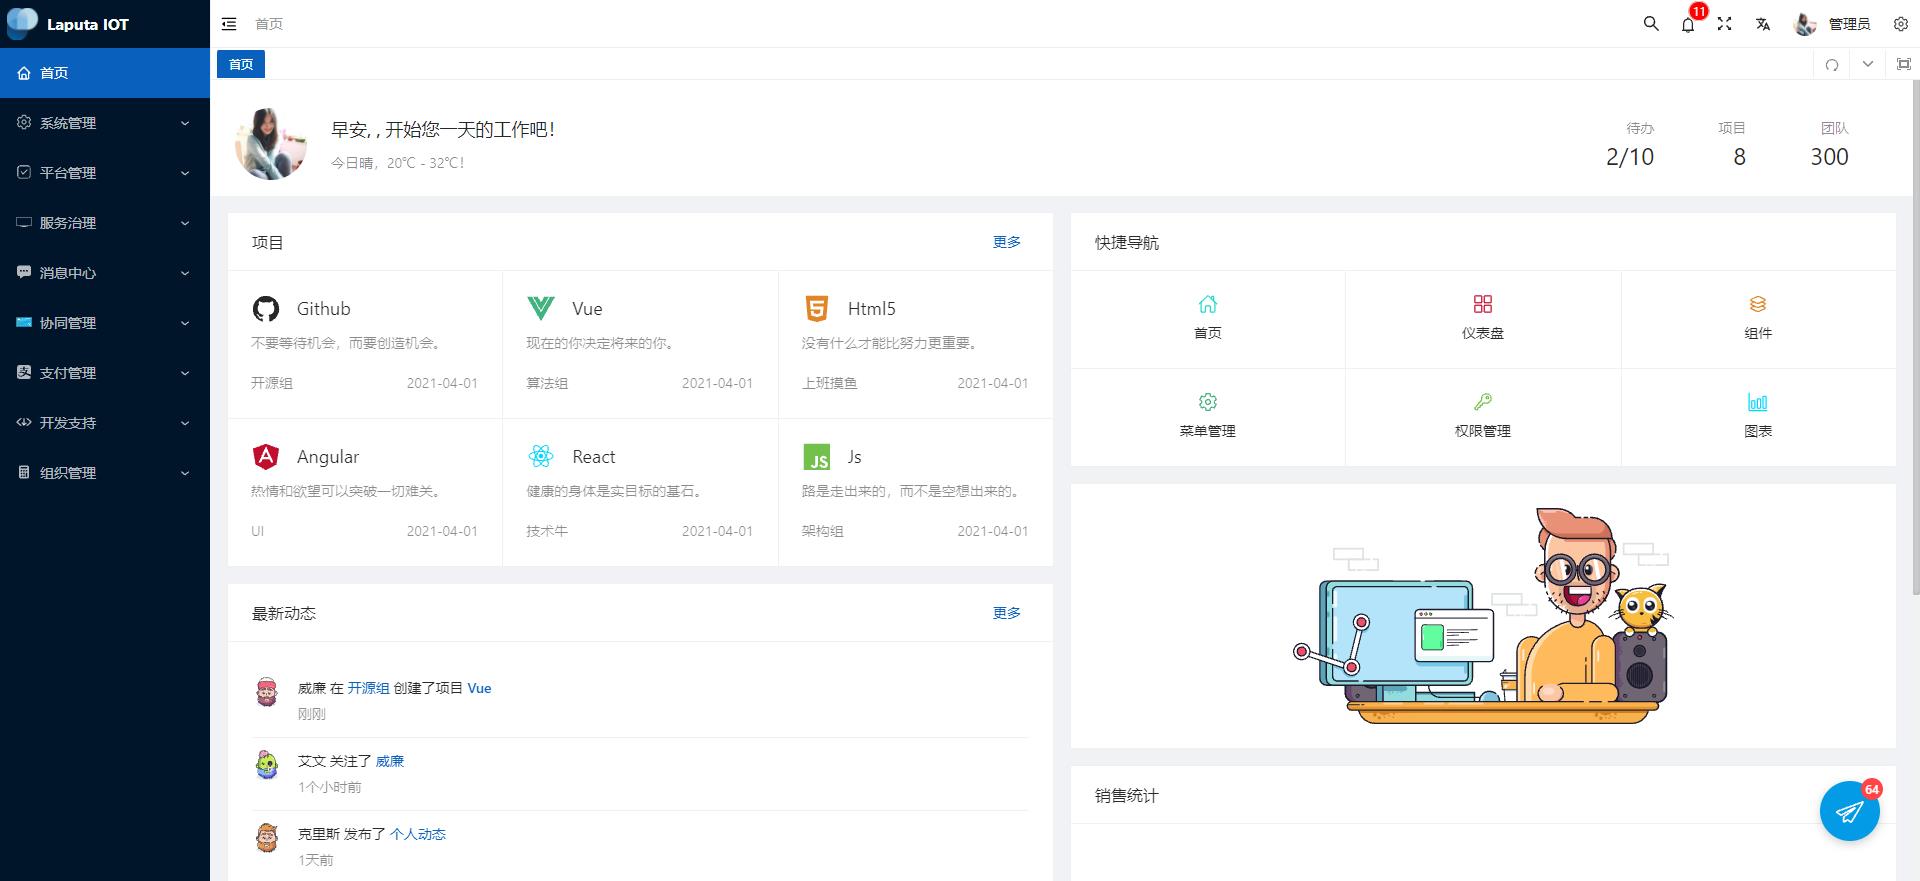 Laputa IOT
首页
11
管理员
首页
系统管理
平台管理
服务治理
消息中心
协同管理
支付管理
开发支持
组织管理
首页
早安, , 开始您一天的工作吧!
今日晴，20℃ - 32℃!
待办
2/10
项目
8
团队
300
项目
更多
Github
不要等待机会，而要创造机会。
开源组 2021-04-01
Vue
现在的你决定将来的你。
算法组 2021-04-01
Html5
没有什么才能比努力更重要。
上班摸鱼 2021-04-01
Angular
热情和欲望可以突破一切难关。
UI 2021-04-01
React
健康的身体是实目标的基石。
技术牛 2021-04-01
JS
Js
路是走出来的，而不是空想出来的。
架构组 2021-04-01
最新动态
更多
威廉 在 开源组 创建了项目 Vue
刚刚
艾文 关注了 威廉
1个小时前
克里斯 发布了 个人动态
1天前
快捷导航
首页
仪表盘
组件
菜单管理
权限管理
图表
销售统计
64